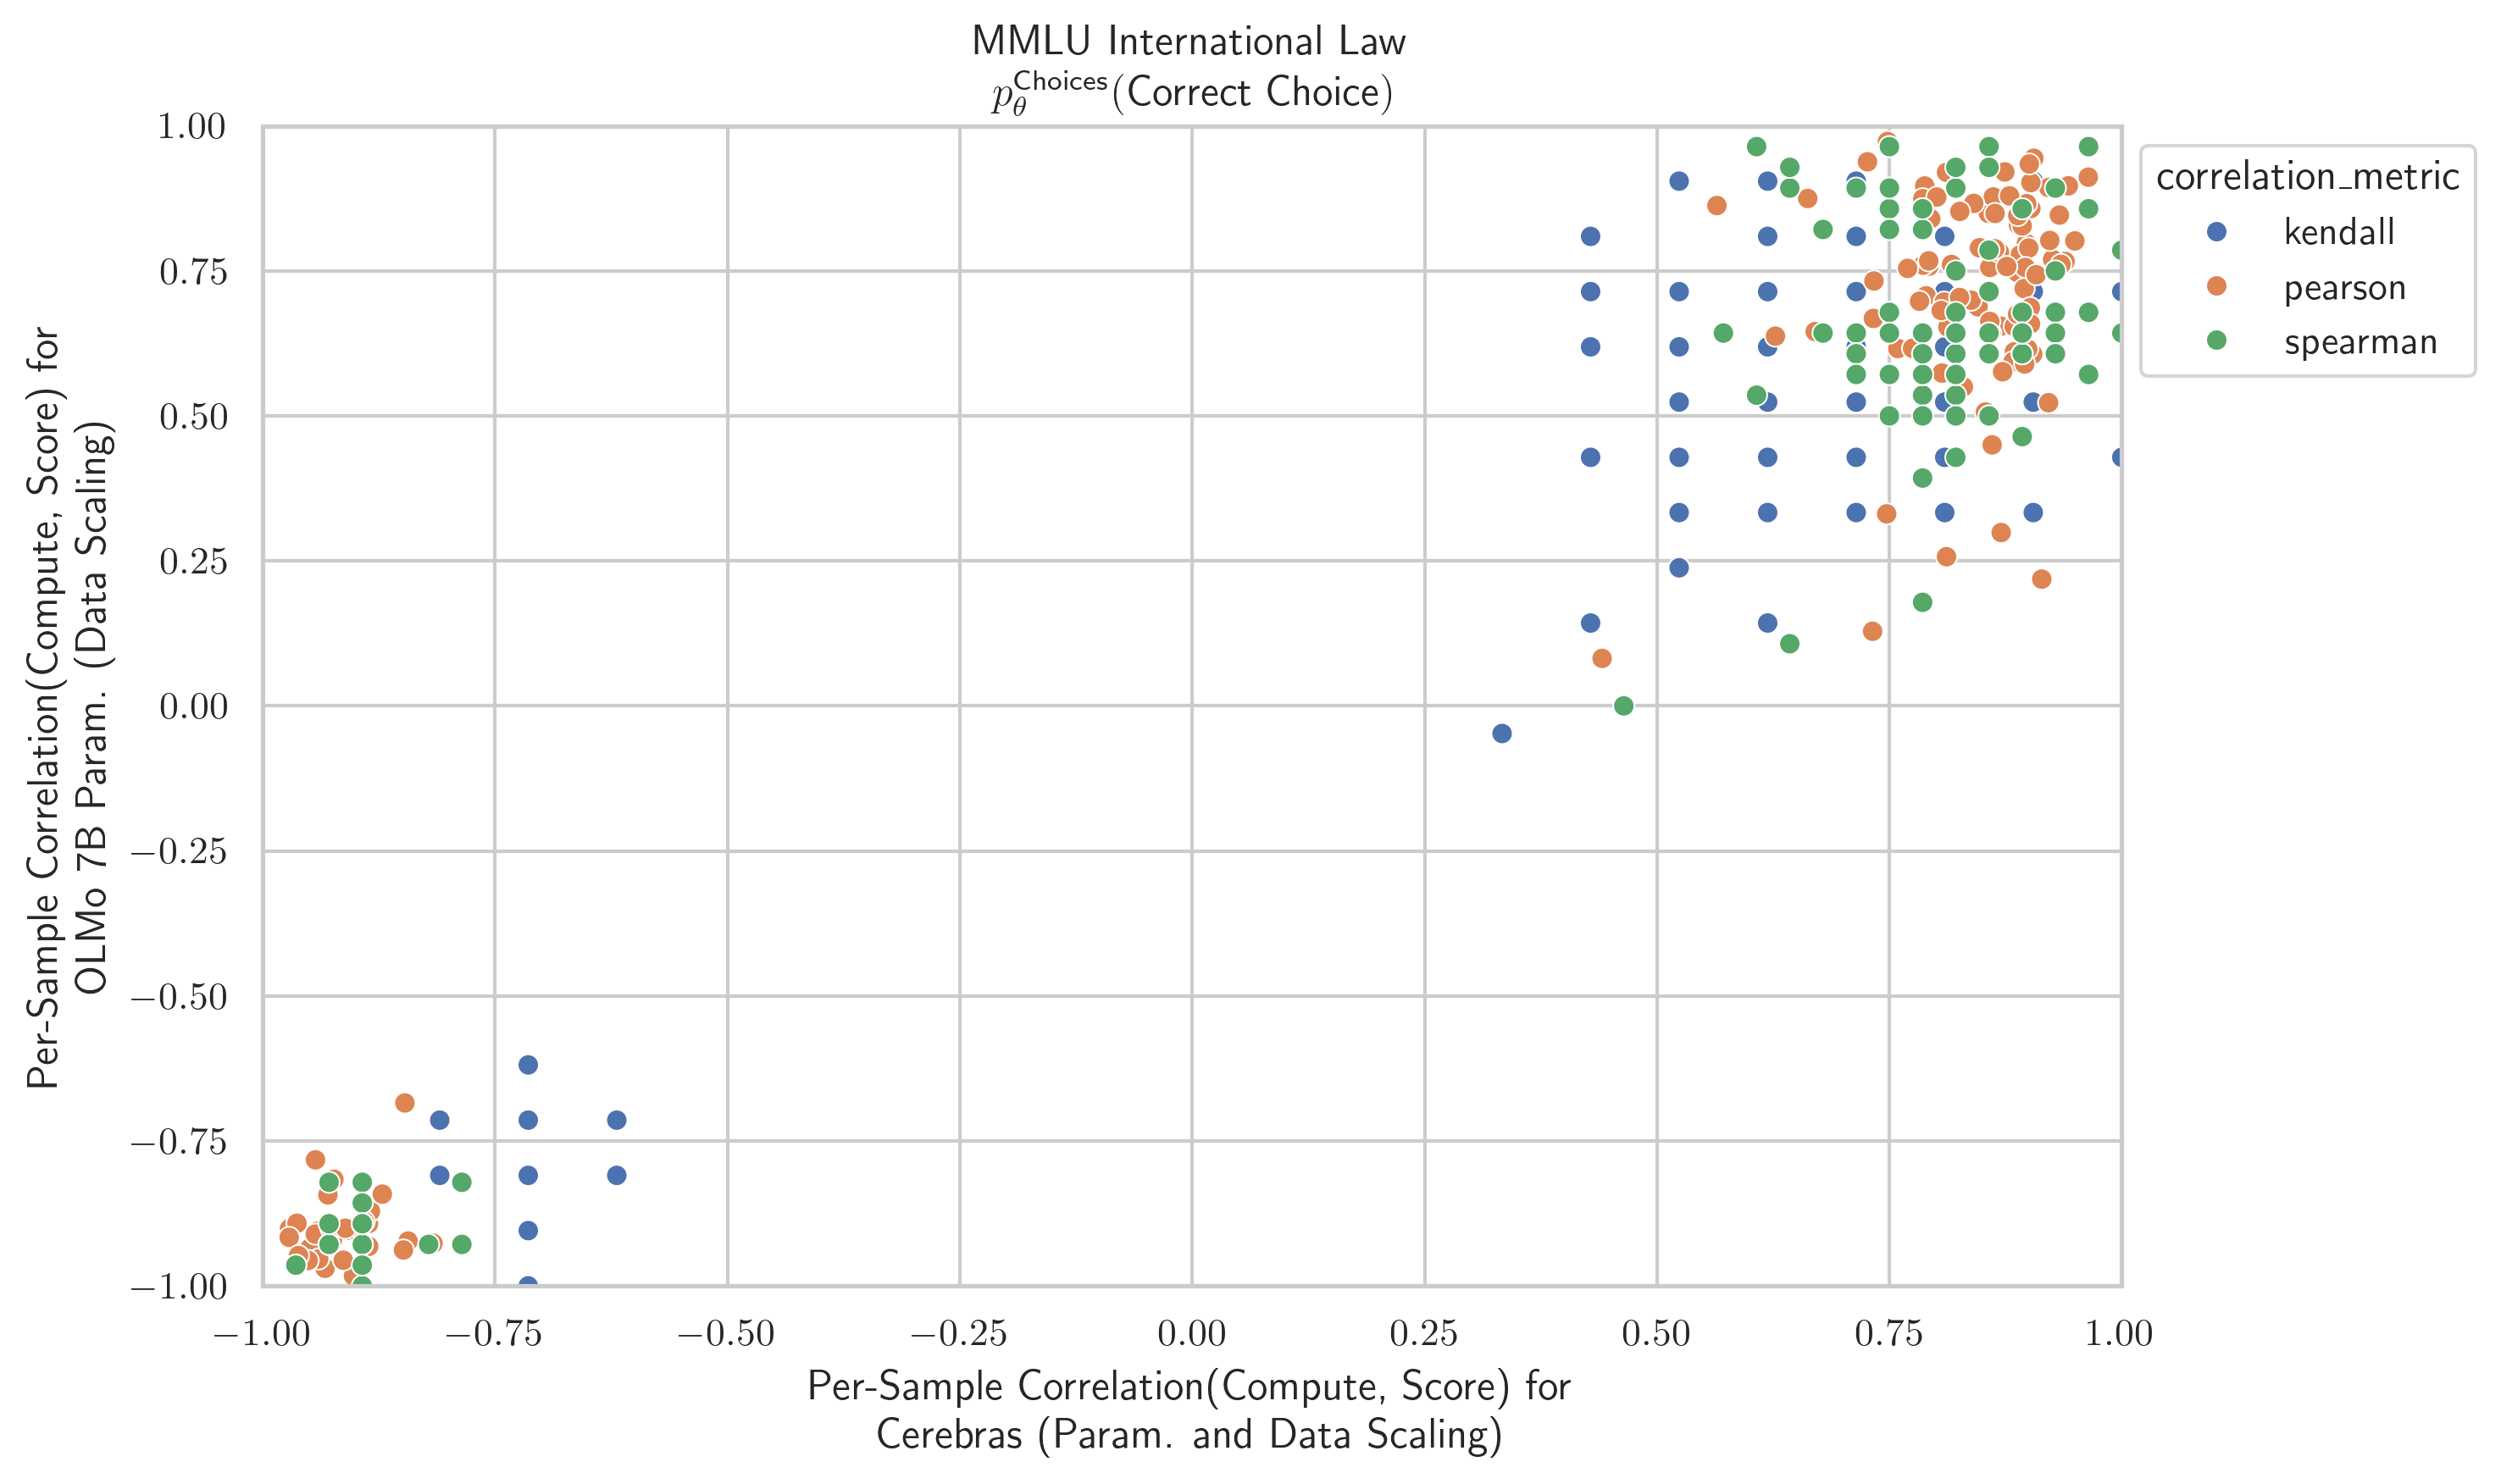 MMLU International Law
p_θ^Choices(Correct Choice)
1.00
0.75
0.50
0.25
0.00
−0.25
−0.50
−0.75
−1.00
Per-Sample Correlation(Compute, Score) for
OLMo 7B Param. (Data Scaling)
−1.00
−0.75
−0.50
−0.25
0.00
0.25
0.50
0.75
1.00
Per-Sample Correlation(Compute, Score) for
Cerebras (Param. and Data Scaling)
correlation_metric
kendall
pearson
spearman